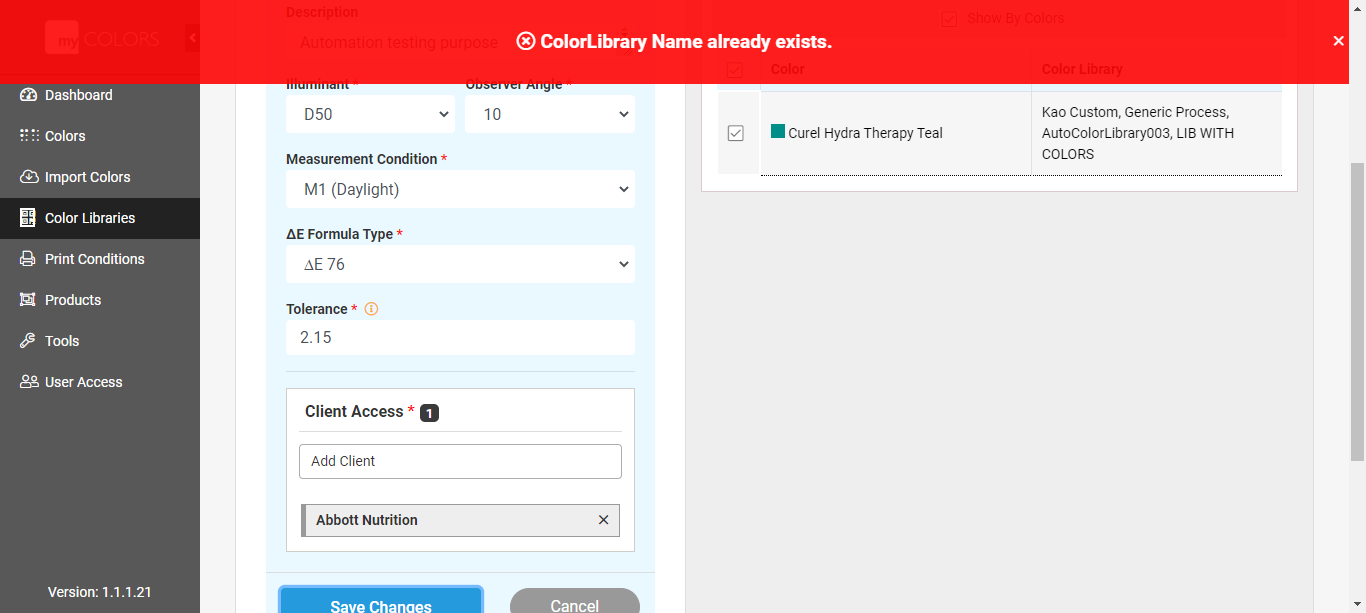 myCOLORS
Description
Automation testing purpose
ColorLibrary Name already exists.
Show By Colors
Color
Color Library
Illuminant *
Observer Angle *
D50
10
Measurement Condition *
M1 (Daylight)
ΔE Formula Type *
ΔE 76
Tolerance *
2.15
Client Access * 1
Add Client
Abbott Nutrition
Save Changes
Cancel
Curel Hydra Therapy Teal
Kao Custom, Generic Process,
AutoColorLibrary003, LIB WITH
COLORS
Dashboard
Colors
Import Colors
Color Libraries
Print Conditions
Products
Tools
User Access
Version: 1.1.1.21